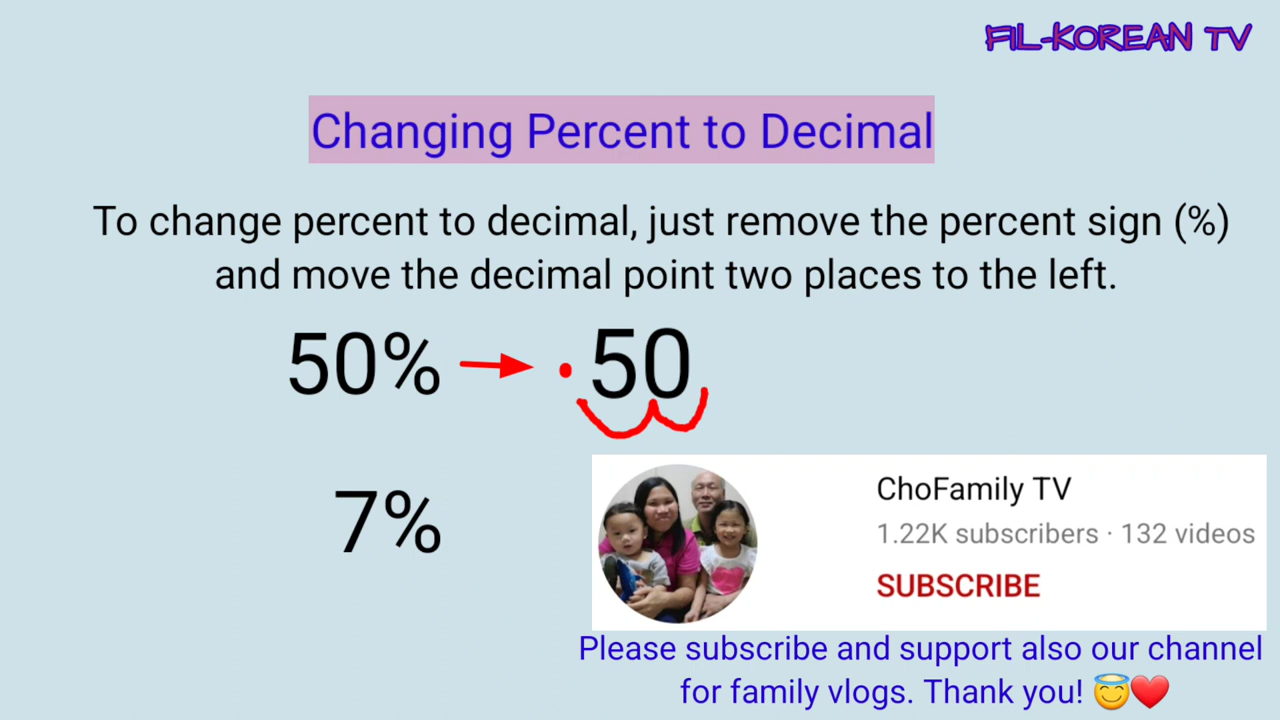 FIL-KOREAN TV
Changing Percent to Decimal
To change percent to decimal, just remove the percent sign (%)
and move the decimal point two places to the left.
50% → .50
7%
ChoFamily TV
1.22K subscribers · 132 videos
SUBSCRIBE
Please subscribe and support also our channel
for family vlogs. Thank you! 😇❤️